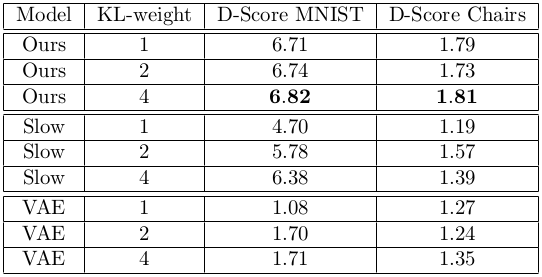 Model KL-weight D-Score MNIST D-Score Chairs
Ours 1 6.71 1.79
Ours 2 6.74 1.73
Ours 4 6.82 1.81
Slow 1 4.70 1.19
Slow 2 5.78 1.57
Slow 4 6.38 1.39
VAE 1 1.08 1.27
VAE 2 1.70 1.24
VAE 4 1.71 1.35